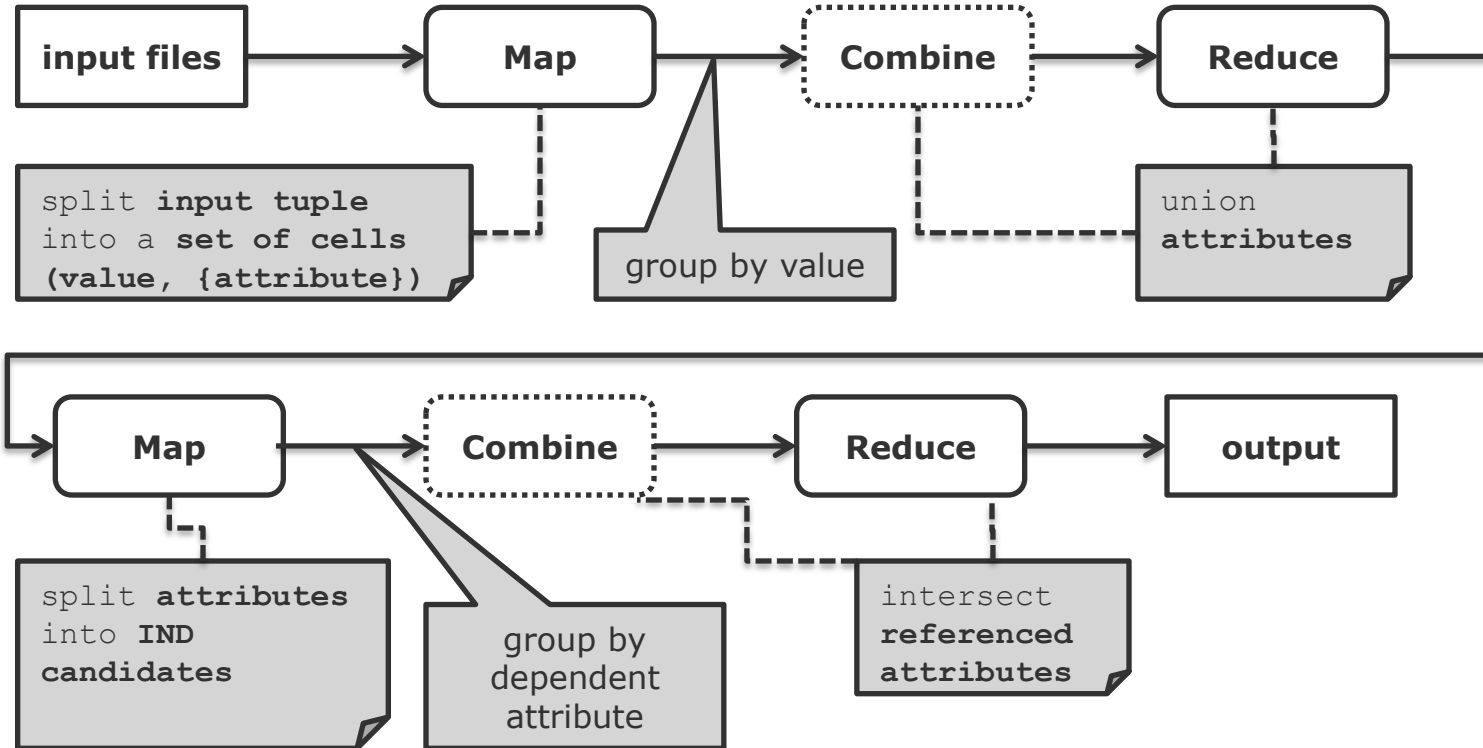 input files
Map
Combine
Reduce
split input tuple
into a set of cells
(value, {attribute})
group by value
union
attributes
Map
Combine
Reduce
output
split attributes
into IND
candidates
group by
dependent
attribute
intersect
referenced
attributes